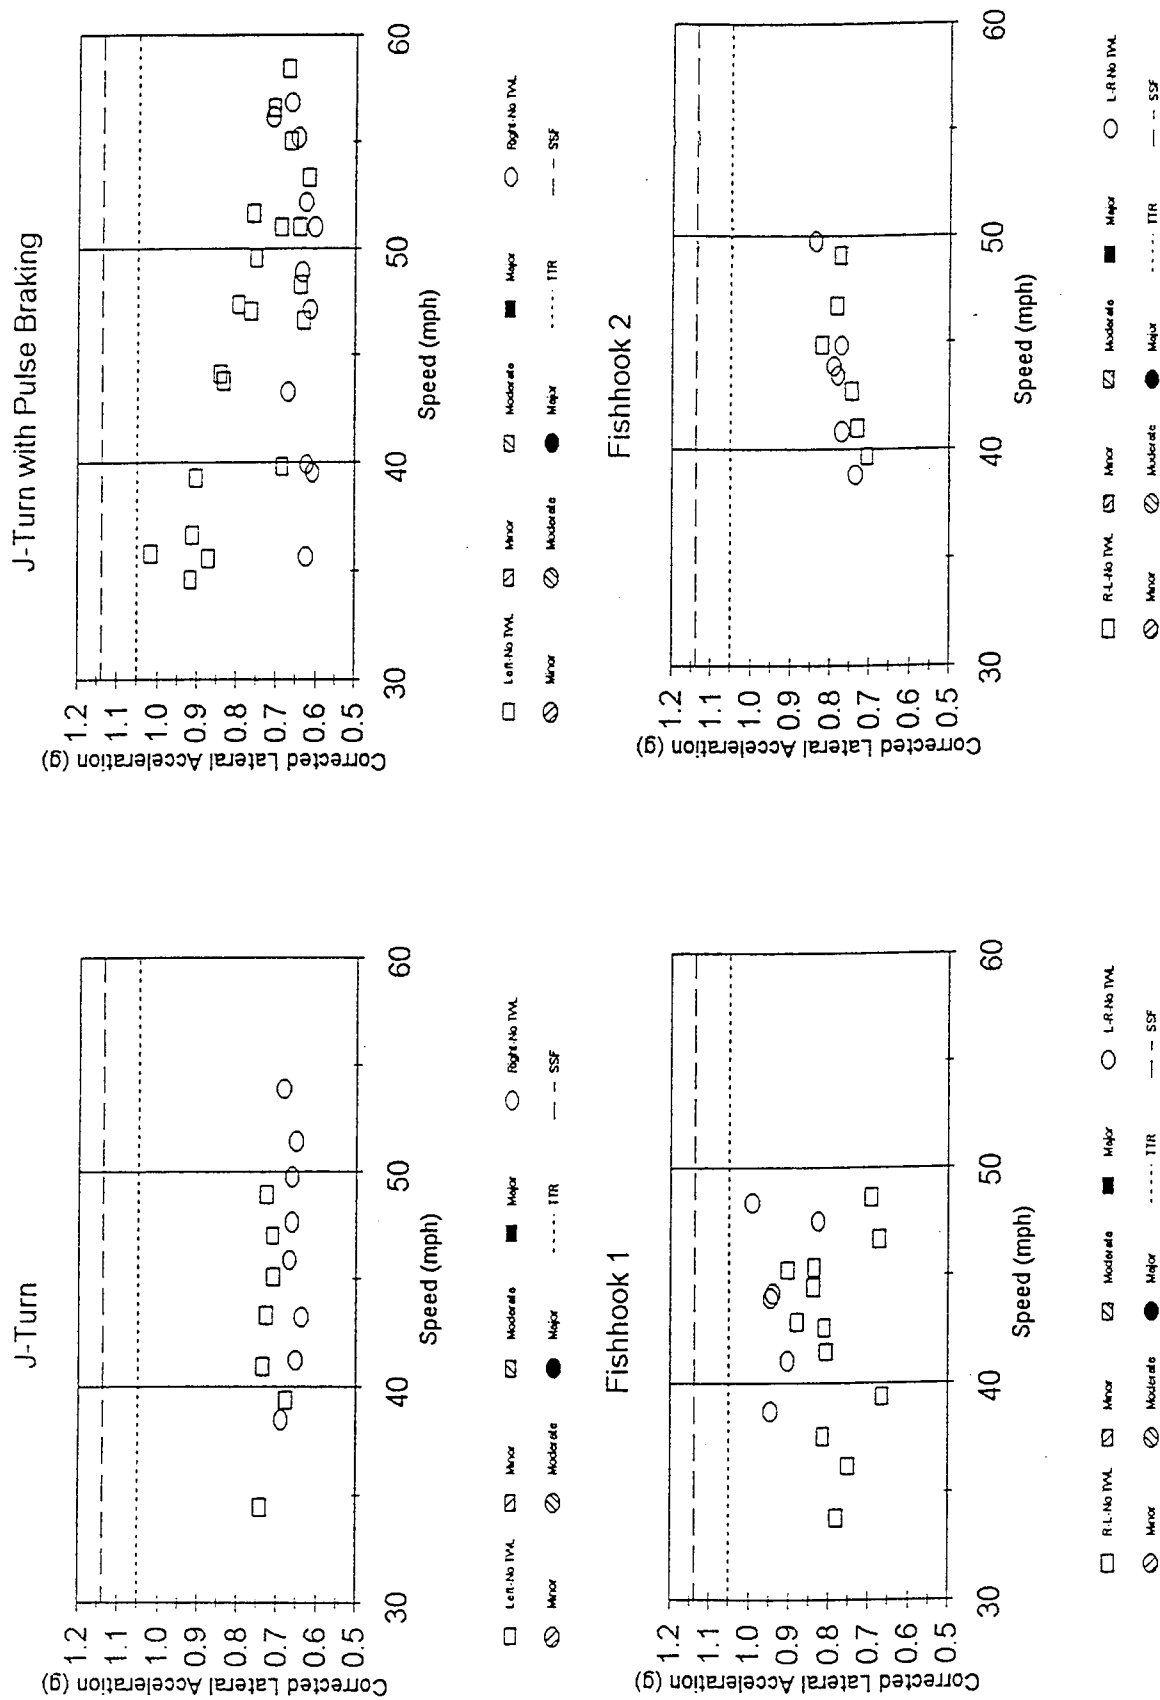 J-Turn
Corrected Lateral Acceleration (g)
1.2
1.1
1.0
0.9
0.8
0.7
0.6
0.5
30 40 50 60
Speed (mph)
Left-No TWL Minor Moderate Major Right-No TWL
Minor Moderate Major TTR SSF
J-Turn with Pulse Braking
Corrected Lateral Acceleration (g)
1.2
1.1
1.0
0.9
0.8
0.7
0.6
0.5
30 40 50 60
Speed (mph)
Left-No TWL Minor Moderate Major Right-No TWL
Minor Moderate Major TTR SSF
Fishhook 1
Corrected Lateral Acceleration (g)
1.2
1.1
1.0
0.9
0.8
0.7
0.6
0.5
30 40 50 60
Speed (mph)
R-L-No TWL Minor Moderate Major L-R-No TWL
Minor Moderate Major TTR SSF
Fishhook 2
Corrected Lateral Acceleration (g)
1.2
1.1
1.0
0.9
0.8
0.7
0.6
0.5
30 40 50 60
Speed (mph)
R-L-No TWL Minor Moderate Major L-R-No TWL
Minor Moderate Major TTR SSF